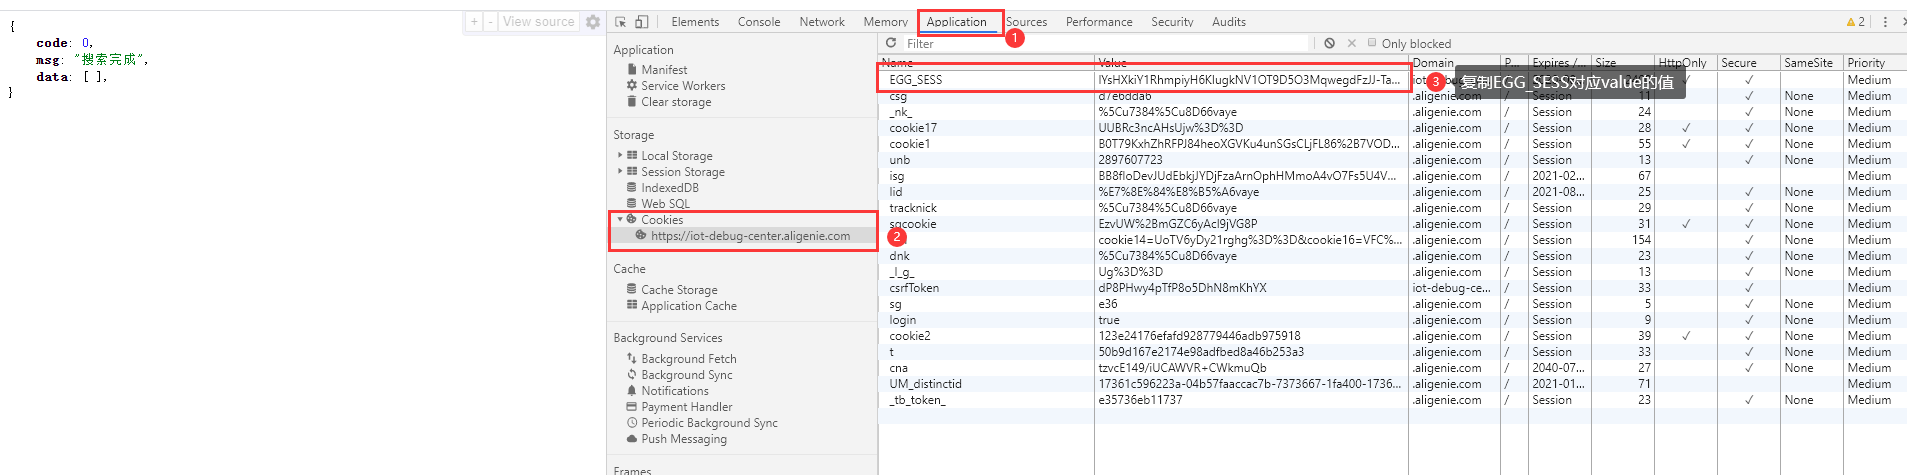 {
code: 0,
msg: "搜索完成",
data: [ ],
}
+ - View source
Elements Console Network Memory Application Sources Performance Security Audits 2
1
Application
Manifest
Service Workers
Clear storage
Storage
Local Storage
Session Storage
IndexedDB
Web SQL
Cookies
https://iot-debug-center.aligenie.com
2
Cache
Cache Storage
Application Cache
Background Services
Background Fetch
Background Sync
Notifications
Payment Handler
Periodic Background Sync
Push Messaging
Frames
Filter Only blocked
Name Value Domain P... Expires /... Size HttpOnly Secure SameSite Priority
EGG_SESS IYsHXkiY1RhmpiyH6KIugkNV1OT9D5O3MqwegdFzJJ-Ta... ✓ ✓ Medium
3 复制EGG_SESS对应value的值
csg d7e6ddab .aligenie.com / Session 11 ✓ None Medium
_nk_ %5Cu7384%5Cu8D66vaye .aligenie.com / Session 24 ✓ None Medium
cookie17 UUBRc3ncAHsUjw%3D%3D .aligenie.com / Session 28 ✓ ✓ None Medium
cookie1 B0T79KxhZhRFPJ84heoXGVKu4unSGsCLjFL86%2B7VOD... .aligenie.com / Session 55 ✓ ✓ None Medium
unb 2897607723 .aligenie.com / Session 13 ✓ None Medium
isg BB8fIoDevJUdEbkjJYDjFzaArnOphHMmoA4vO7Fs5U4V... .aligenie.com / 2021-02... 67 Medium
lid %E7%8E%84%E8%B5%A6vaye .aligenie.com / 2021-08... 25 ✓ None Medium
tracknick %5Cu7384%5Cu8D66vaye .aligenie.com / Session 29 ✓ None Medium
sgcookie EzvUW%2BmGZC6yAcI9jVG8P .aligenie.com / Session 31 ✓ ✓ None Medium
cookie14=UoTV6yDy21rghg%3D%3D&cookie16=VFC%... .aligenie.com / Session 154 ✓ None Medium
dnk %5Cu7384%5Cu8D66vaye .aligenie.com / Session 23 ✓ None Medium
_l_g_ Ug%3D%3D .aligenie.com / Session 13 ✓ None Medium
csrfToken dP8PHwy4pTfP8o5DhN8mKhYX iot-debug-ce... / Session 33 ✓ Medium
sg e36 .aligenie.com / Session 5 ✓ None Medium
login true .aligenie.com / Session 9 ✓ None Medium
cookie2 123e24176efafd928779446adb975918 .aligenie.com / Session 39 ✓ ✓ None Medium
t 50b9d167e2174e98adfbed8a46b253a3 .aligenie.com / Session 33 ✓ None Medium
cna tzvcE149/iUCAWVR+CWkmuQb .aligenie.com / 2040-07... 27 ✓ None Medium
UM_distinctid 17361c596223a-04b57faaccac7b-7373667-1fa400-1736... .aligenie.com / 2021-01... 71 Medium
_tb_token_ e35736eb11737 .aligenie.com / Session 23 ✓ None Medium